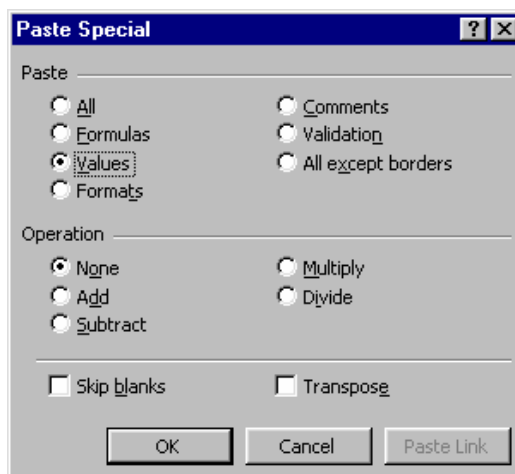 Paste Special
Paste
All
Comments
Formulas
Validation
Values
All except borders
Formats
Operation
None
Multiply
Add
Divide
Subtract
Skip blanks
Transpose
OK
Cancel
Paste Link